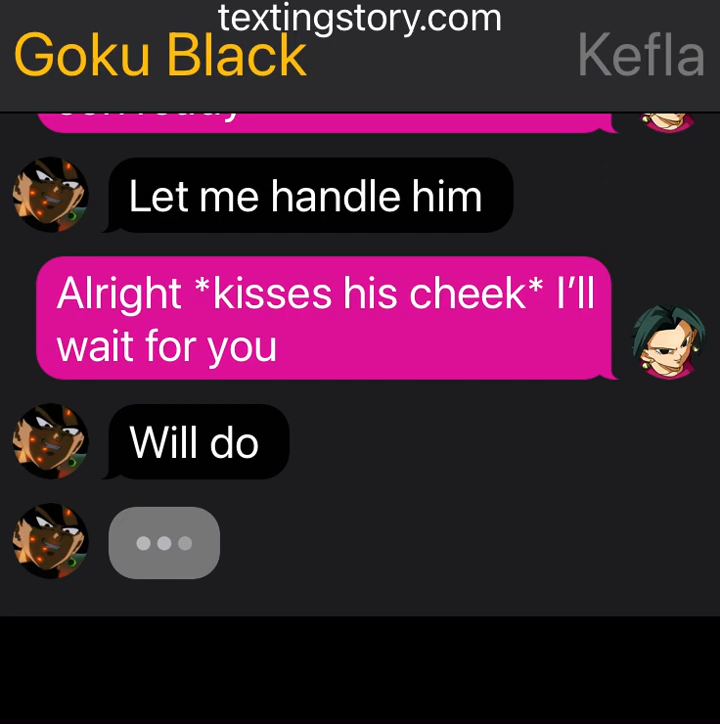 textingstory.com
Goku Black
Kefla
Let me handle him
Alright *kisses his cheek* I’ll
wait for you
Will do